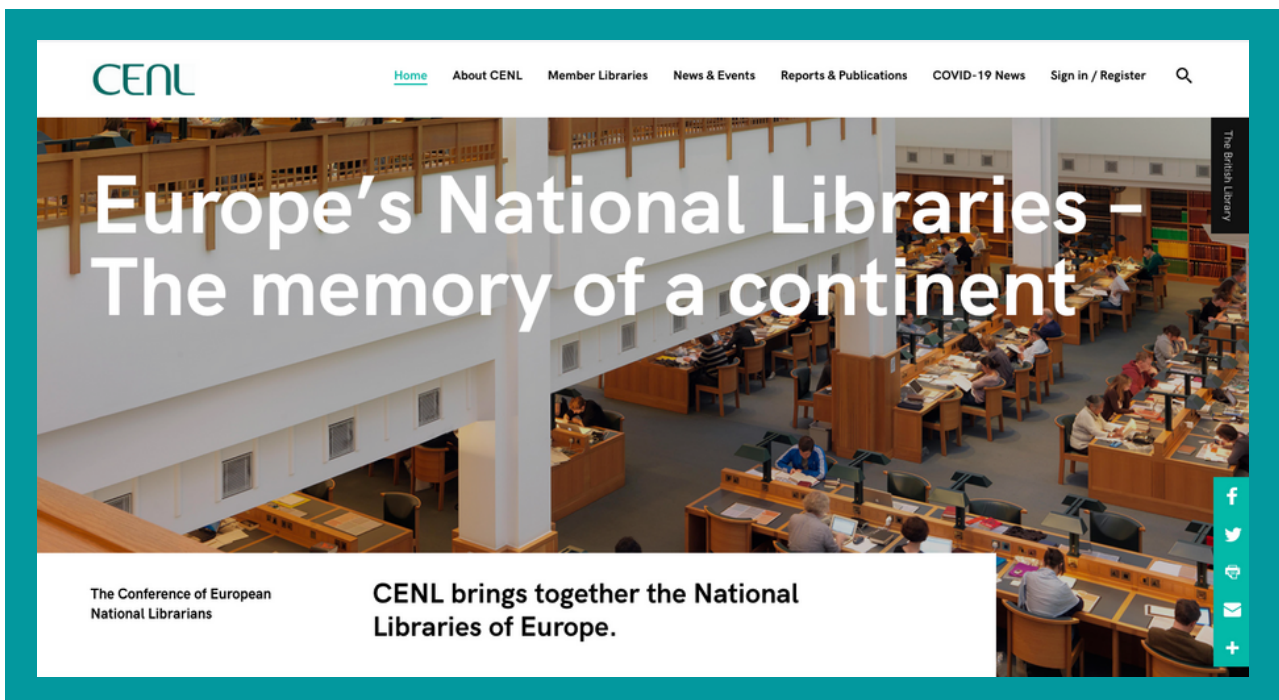 CENL
Home About CENL Member Libraries News & Events Reports & Publications COVID-19 News Sign in / Register
The British Library
Europe’s National Libraries –
The memory of a continent
The Conference of European
National Librarians
CENL brings together the National
Libraries of Europe.